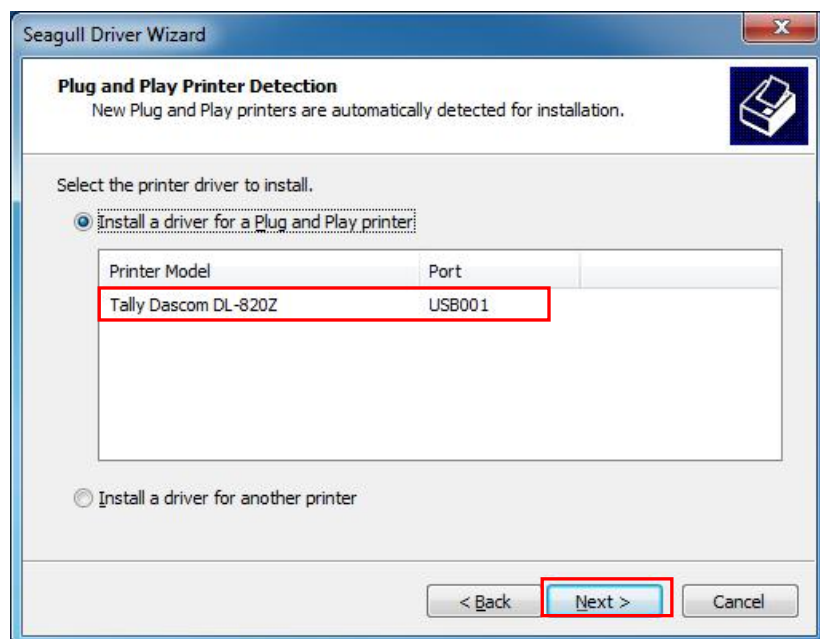 Seagull Driver Wizard
Plug and Play Printer Detection
New Plug and Play printers are automatically detected for installation.
Select the printer driver to install.
Install a driver for a Plug and Play printer
Printer Model Port
Tally Dascom DL-820Z USB001
Install a driver for another printer
< Back Next > Cancel